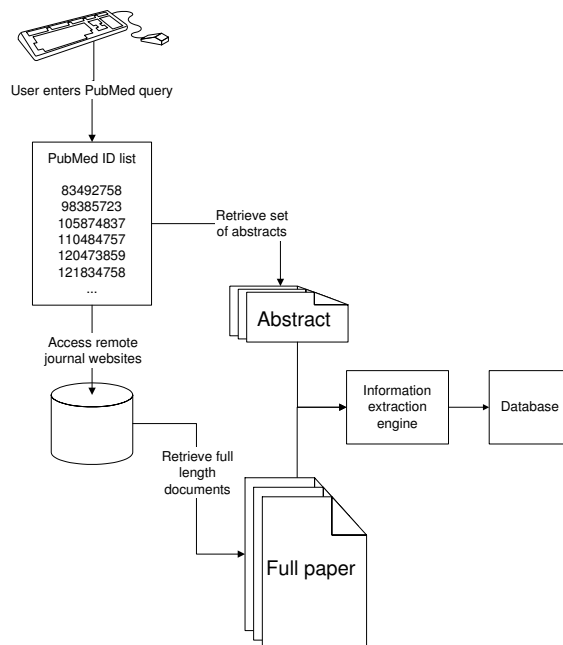 User enters PubMed query
PubMed ID list
83492758
98385723
105874837
110484757
120473859
121834758
...
Retrieve set
of abstracts
Abstract
Access remote
journal websites
Information
extraction
engine
Database
Retrieve full
length
documents
Full paper